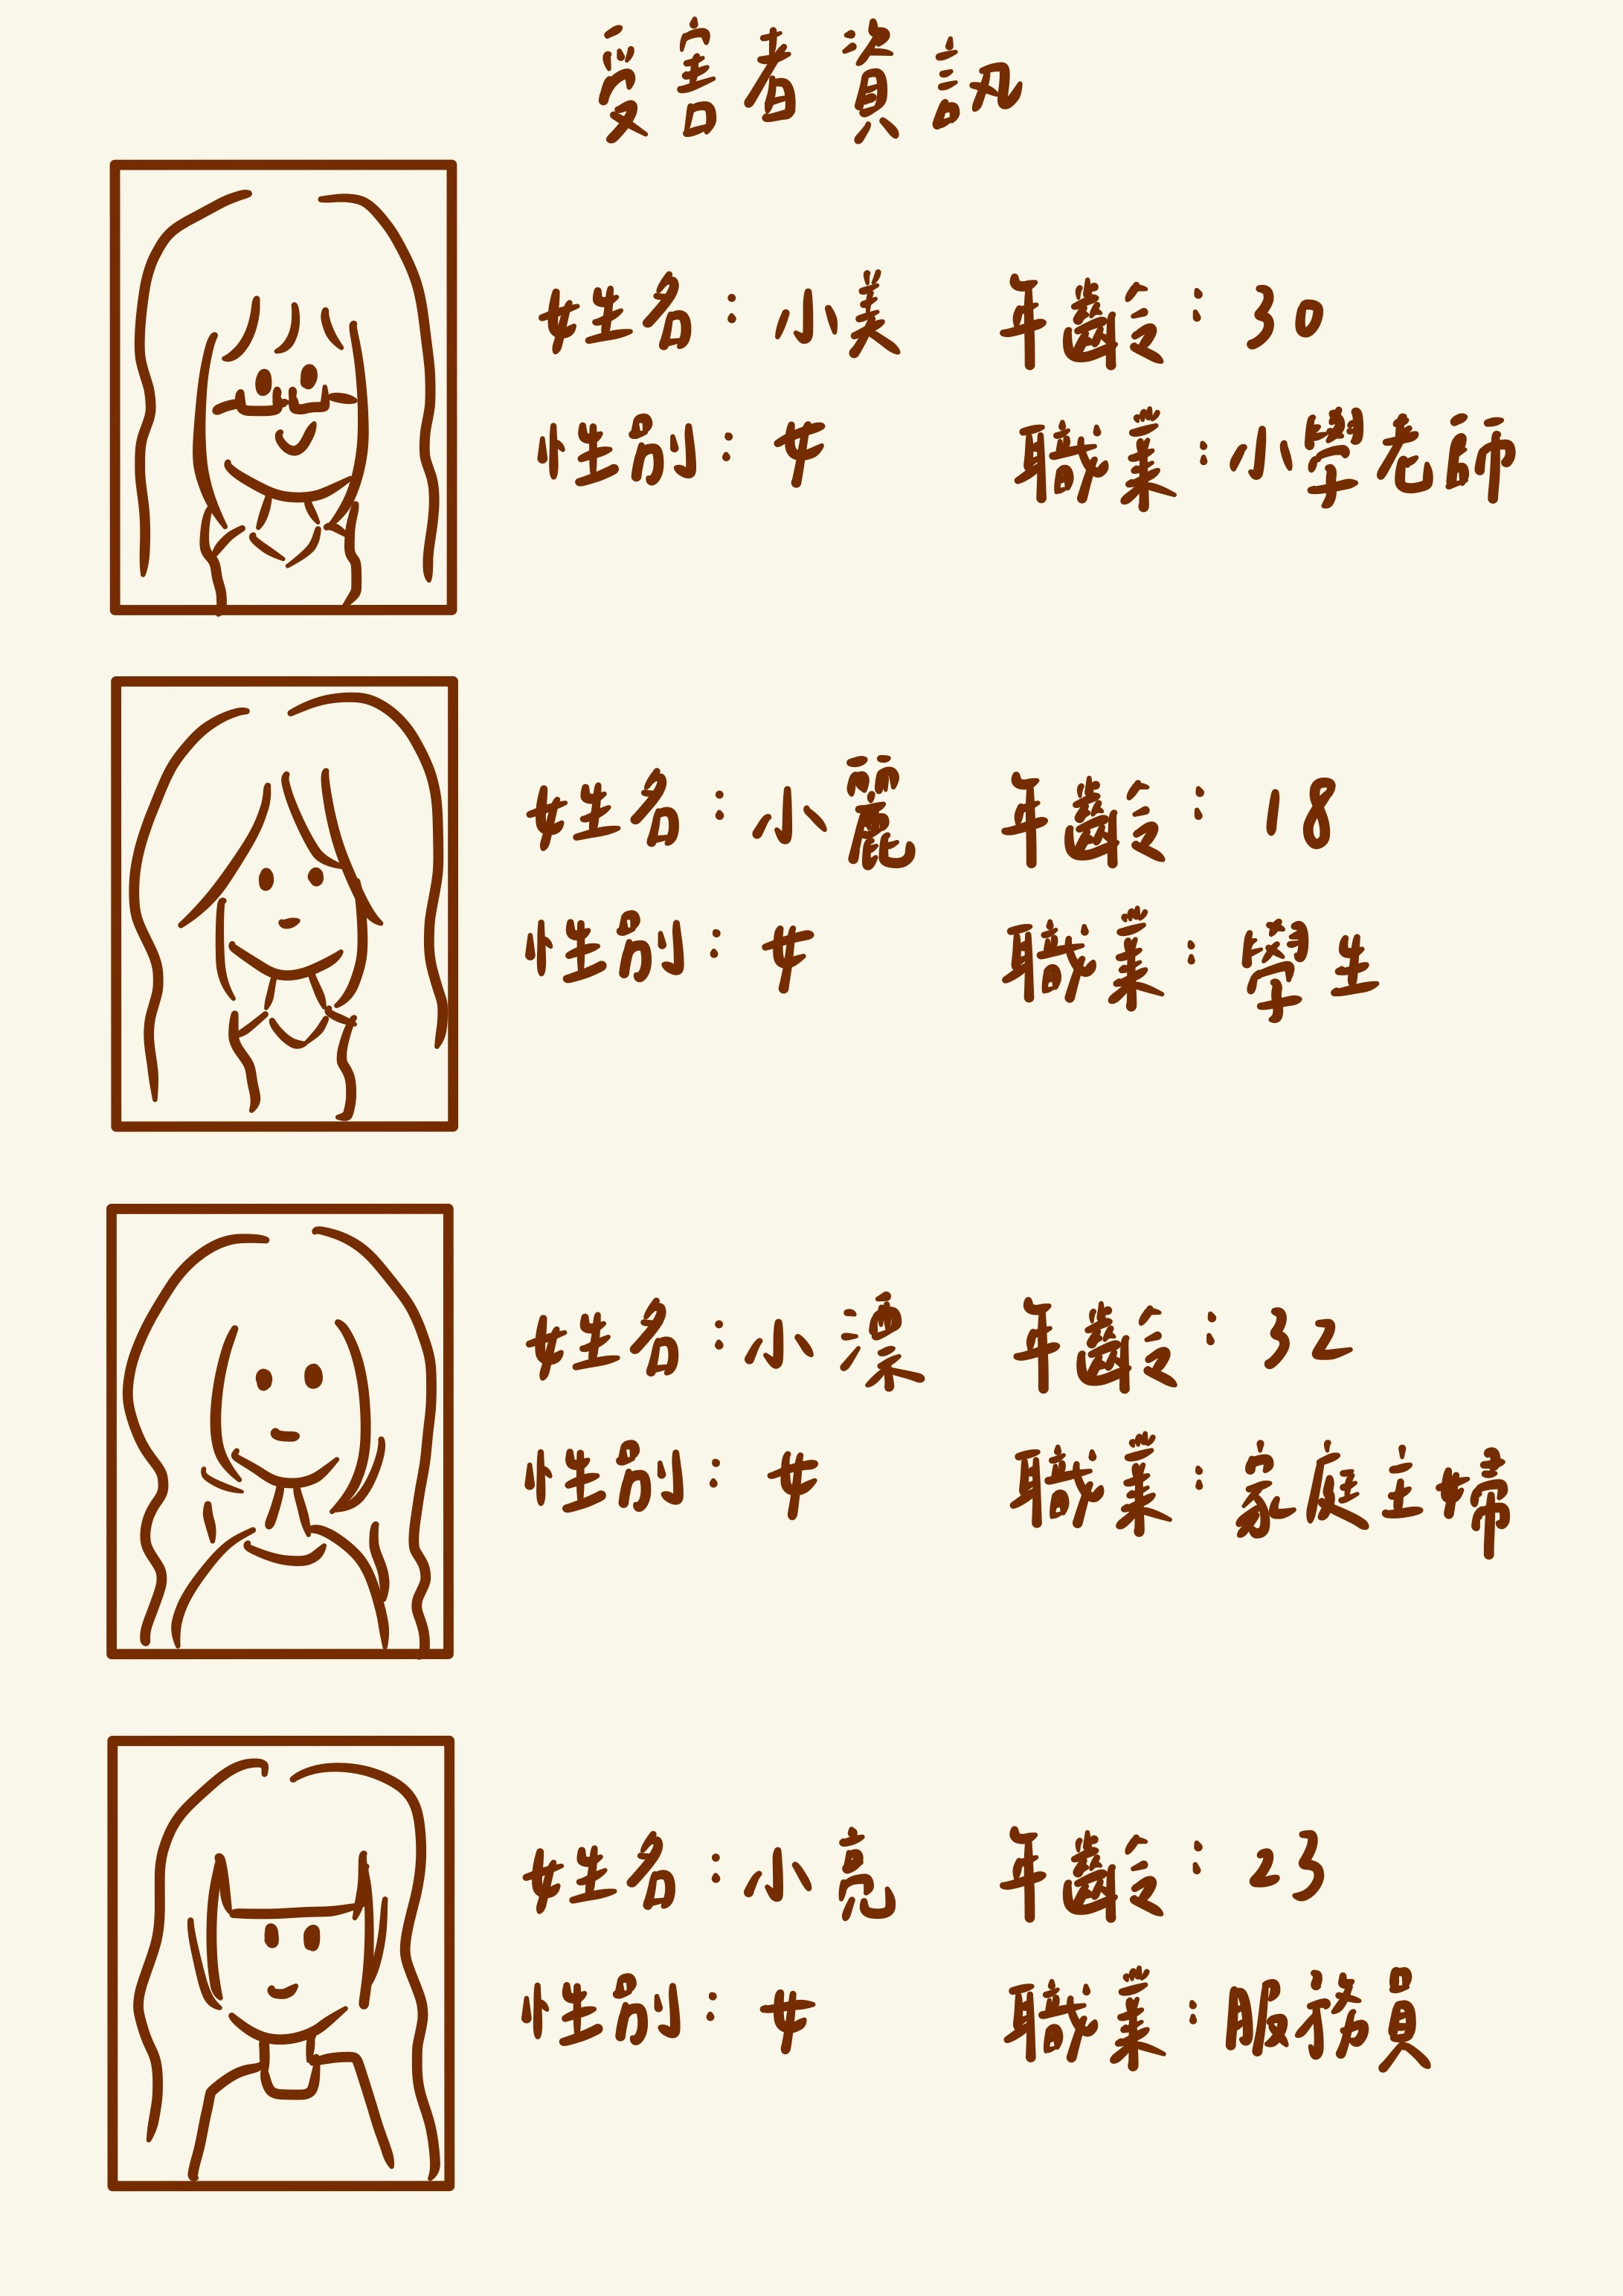 受害者資訊
姓名：小美 年齡：30
性別：女 職業：小學老師
姓名：小麗 年齡：18
性別：女 職業：學生
姓名：小漂 年齡：32
性別：女 職業：家庭主婦
姓名：小亮 年齡：23
性別：女 職業：服務員